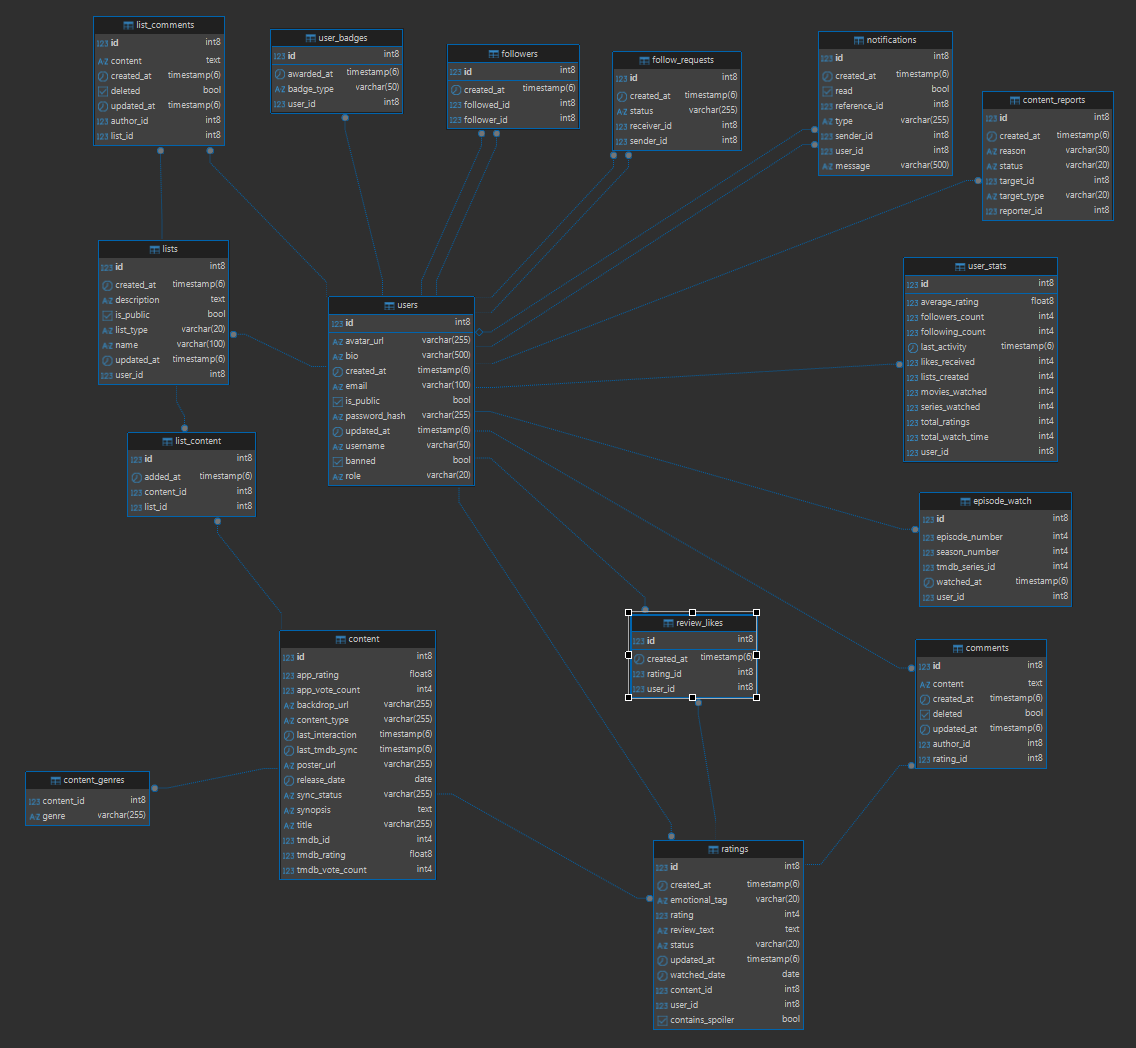 list_comments
id int8
content text
created_at timestamp(6)
deleted bool
updated_at timestamp(6)
author_id int8
list_id int8
user_badges
id int8
awarded_at timestamp(6)
badge_type varchar(50)
user_id int8
followers
id int8
created_at timestamp(6)
followed_id int8
follower_id int8
follow_requests
id int8
created_at timestamp(6)
status varchar(255)
receiver_id int8
sender_id int8
notifications
id int8
created_at timestamp(6)
read bool
reference_id int8
type varchar(255)
sender_id int8
user_id int8
message varchar(500)
content_reports
id int8
created_at timestamp(6)
reason varchar(30)
status varchar(20)
target_id int8
target_type varchar(20)
reporter_id int8
lists
id int8
created_at timestamp(6)
description text
is_public bool
list_type varchar(20)
name varchar(100)
updated_at timestamp(6)
user_id int8
users
id int8
avatar_url varchar(255)
bio varchar(500)
created_at timestamp(6)
email varchar(100)
is_public bool
password_hash varchar(255)
updated_at timestamp(6)
username varchar(50)
banned bool
role varchar(20)
user_stats
id int8
average_rating float8
followers_count int4
following_count int4
last_activity timestamp(6)
likes_received int4
lists_created int4
movies_watched int4
series_watched int4
total_ratings int4
total_watch_time int4
user_id int8
list_content
id int8
added_at timestamp(6)
content_id int8
list_id int8
episode_watch
id int8
episode_number int4
season_number int4
tmdb_series_id int4
watched_at timestamp(6)
user_id int8
review_likes
id int8
created_at timestamp(6)
rating_id int8
user_id int8
comments
id int8
content text
created_at timestamp(6)
deleted bool
updated_at timestamp(6)
author_id int8
rating_id int8
content
id int8
app_rating float8
app_vote_count int4
backdrop_url varchar(255)
content_type varchar(255)
last_interaction timestamp(6)
last_tmdb_sync timestamp(6)
poster_url varchar(255)
release_date date
sync_status varchar(255)
synopsis text
title varchar(255)
tmdb_id int4
tmdb_rating float8
tmdb_vote_count int4
content_genres
content_id int8
genre varchar(255)
ratings
id int8
created_at timestamp(6)
emotional_tag varchar(20)
rating int4
review_text text
status varchar(20)
updated_at timestamp(6)
watched_date date
content_id int8
user_id int8
contains_spoiler bool